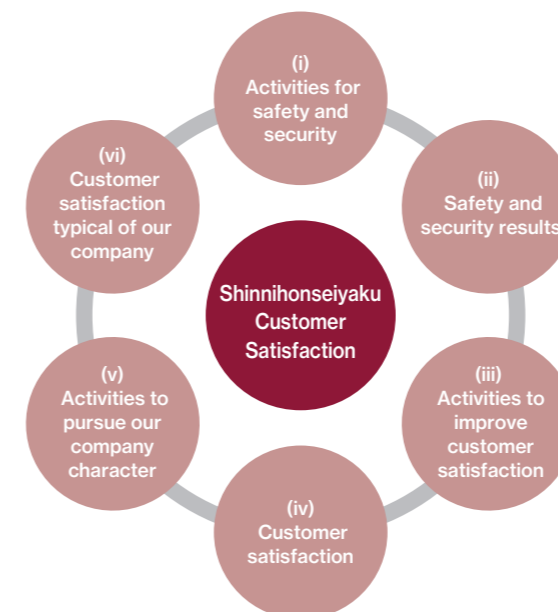 (i)
Activities for
safety and
security
(ii)
Safety and
security results
(iii)
Activities to
improve
customer
satisfaction
(iv)
Customer
satisfaction
(v)
Activities to
pursue our
company
character
(vi)
Customer
satisfaction
typical of our
company
Shinnihonseiyaku
Customer
Satisfaction